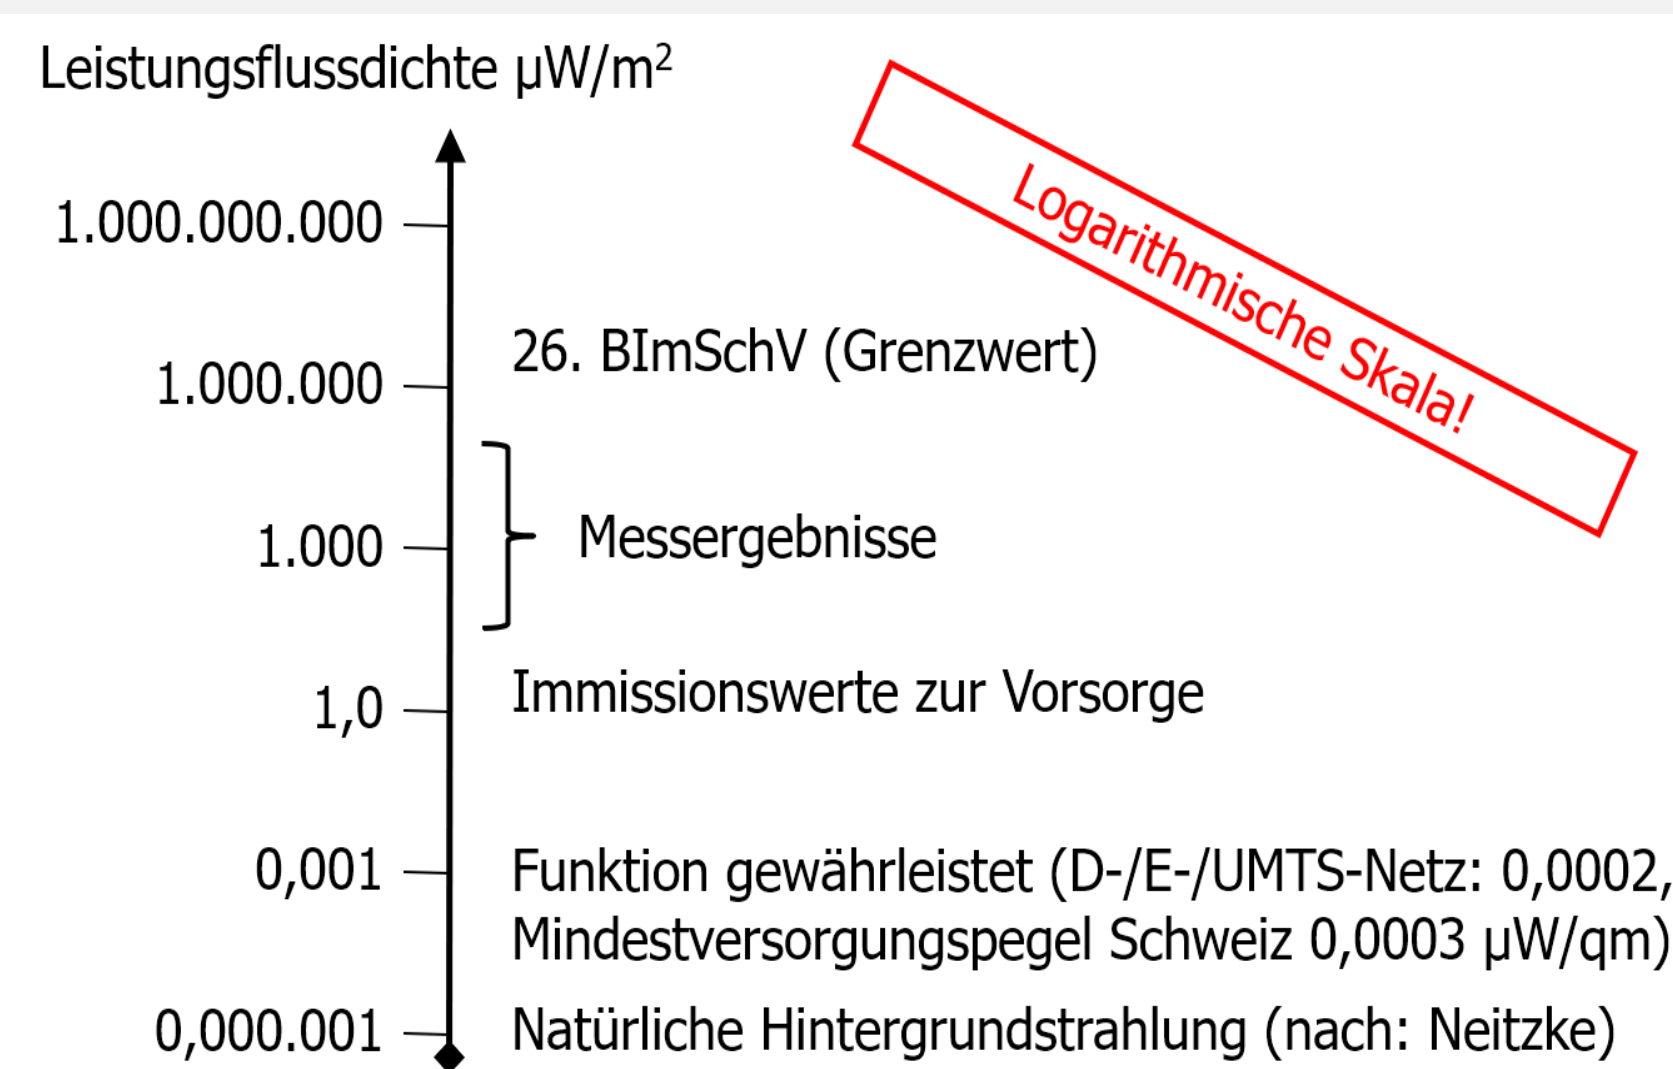 Leistungsflussdichte µW/m²
Logarithmische Skala!
1.000.000.000
26. BImSchV (Grenzwert)
1.000.000
Messergebnisse
1.000
Immissionswerte zur Vorsorge
1,0
0,001
Funktion gewährleistet (D-/E-/UMTS-Netz: 0,0002,
Mindestversorgungspegel Schweiz 0,0003 µW/qm)
0,000.001
Natürliche Hintergrundstrahlung (nach: Neitzke)